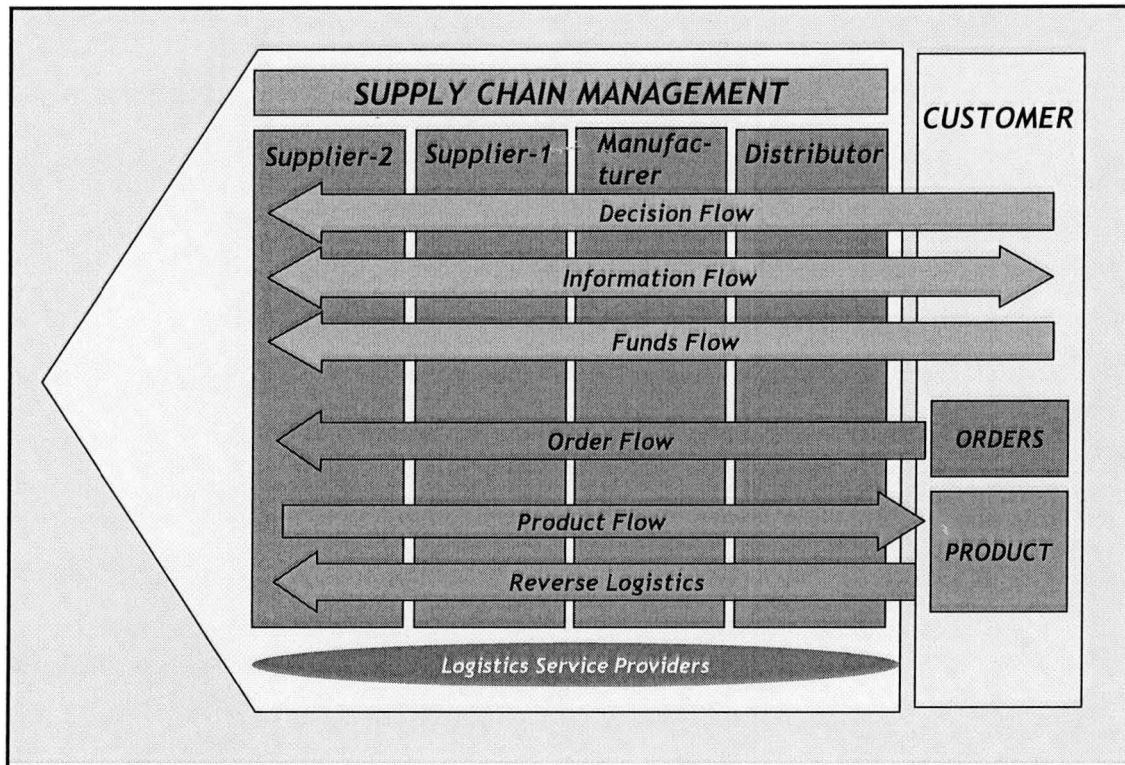 SUPPLY CHAIN MANAGEMENT
CUSTOMER
Supplier-2
Supplier-1
Manufac-
turer
Distributor
Decision Flow
Information Flow
Funds Flow
Order Flow
ORDERS
Product Flow
PRODUCT
Reverse Logistics
Logistics Service Providers